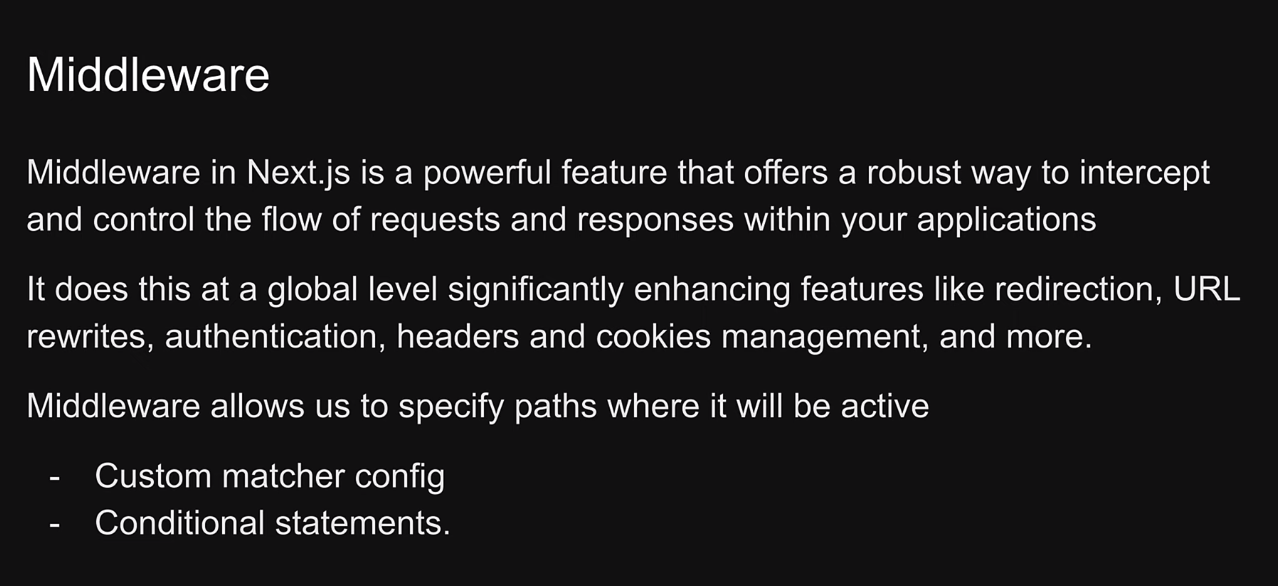 Middleware
Middleware in Next.js is a powerful feature that offers a robust way to intercept
and control the flow of requests and responses within your applications
It does this at a global level significantly enhancing features like redirection, URL
rewrites, authentication, headers and cookies management, and more.
Middleware allows us to specify paths where it will be active
- Custom matcher config
- Conditional statements.